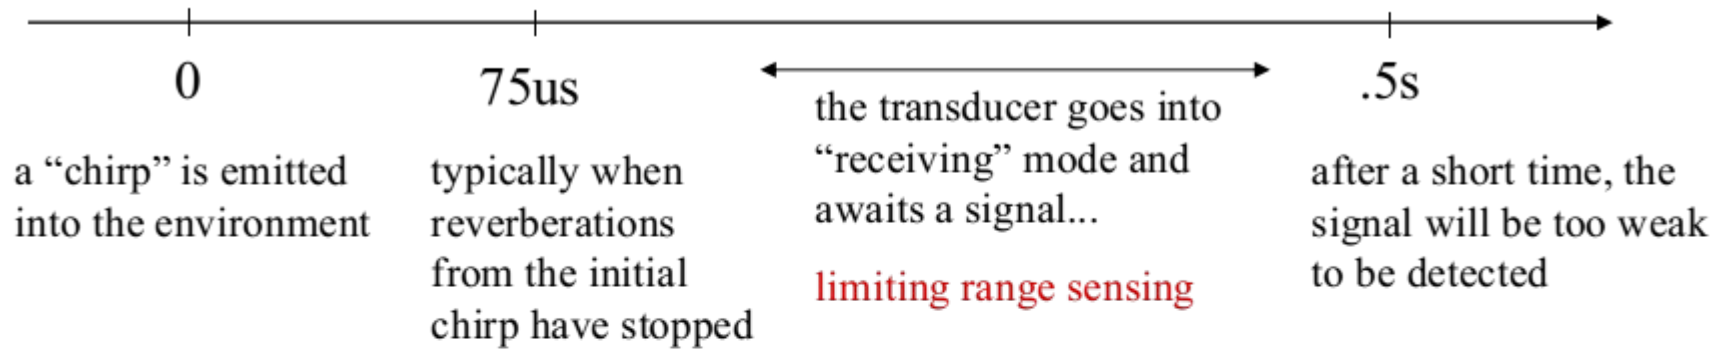 0
75us
.5s
a “chirp” is emitted
into the environment
typically when
reverberations
from the initial
chirp have stopped
the transducer goes into
“receiving” mode and
awaits a signal...
limiting range sensing
after a short time, the
signal will be too weak
to be detected